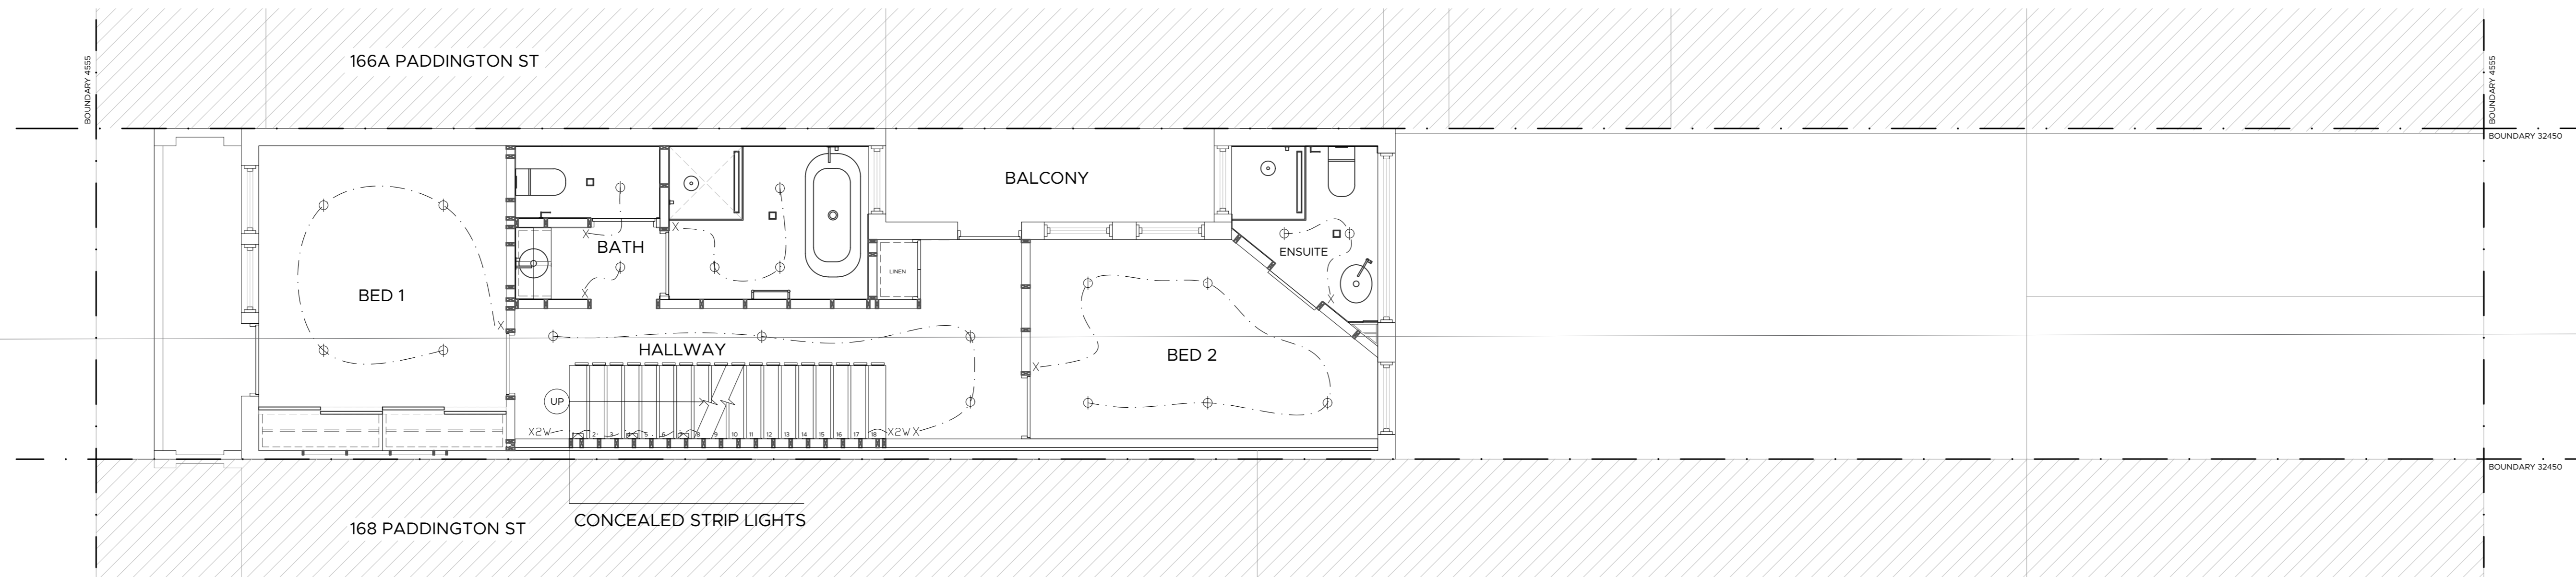 166A PADDINGTON ST
BOUNDARY 4555
BOUNDARY 4555
BOUNDARY 32450
BALCONY
BATH
ENSUITE
LINEN
BED 1
HALLWAY
BED 2
UP
X
X
X
X
X
X
X2W
1 2 3 4 5 6 7 8 9 10 11 12 13 14 15 16 17 18
X2WX
BOUNDARY 32450
CONCEALED STRIP LIGHTS
168 PADDINGTON ST